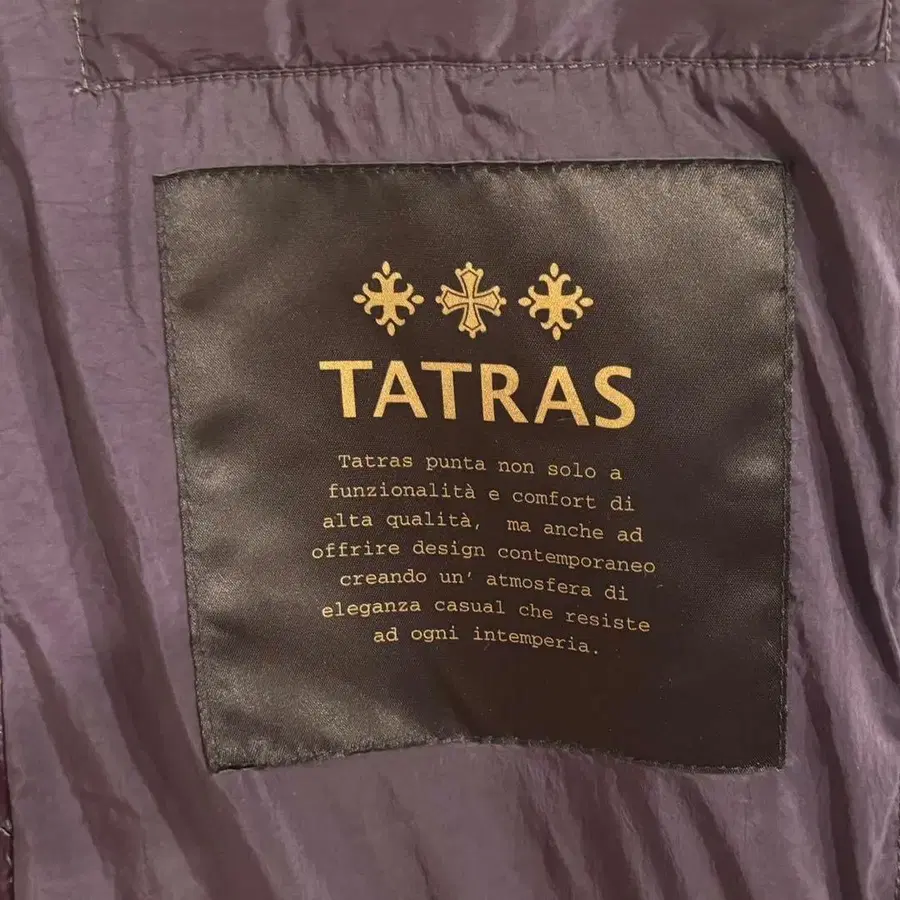 TATRAS
Tatras punta non solo a
funzionalità e comfort di
alta qualità, ma anche ad
offrire design contemporaneo
creando un' atmosfera di
eleganza casual che resiste
ad ogni intemperia.